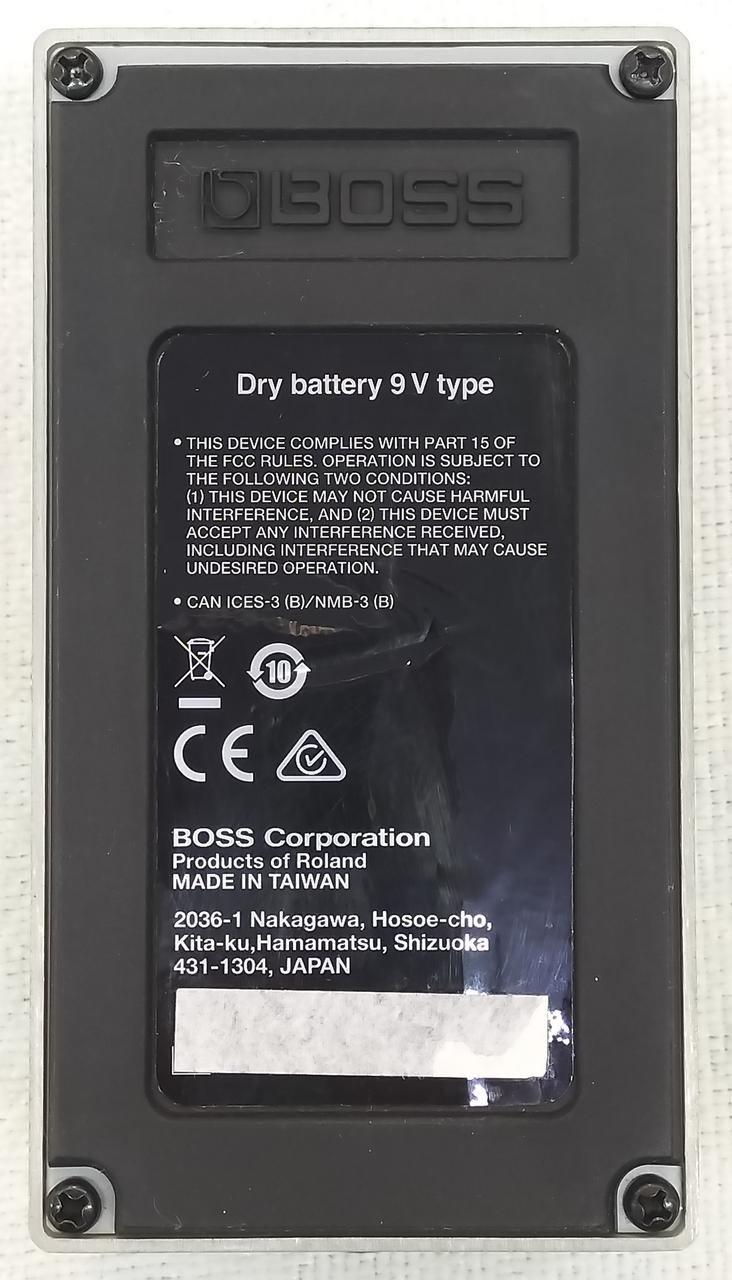 BOSS
Dry battery 9 V type
• THIS DEVICE COMPLIES WITH PART 15 OF
THE FCC RULES. OPERATION IS SUBJECT TO
THE FOLLOWING TWO CONDITIONS:
(1) THIS DEVICE MAY NOT CAUSE HARMFUL
INTERFERENCE, AND (2) THIS DEVICE MUST
ACCEPT ANY INTERFERENCE RECEIVED,
INCLUDING INTERFERENCE THAT MAY CAUSE
UNDESIRED OPERATION.
• CAN ICES-3 (B)/NMB-3 (B)
10
CE
BOSS Corporation
Products of Roland
MADE IN TAIWAN
2036-1 Nakagawa, Hosoe-cho,
Kita-ku,Hamamatsu, Shizuoka
431-1304, JAPAN